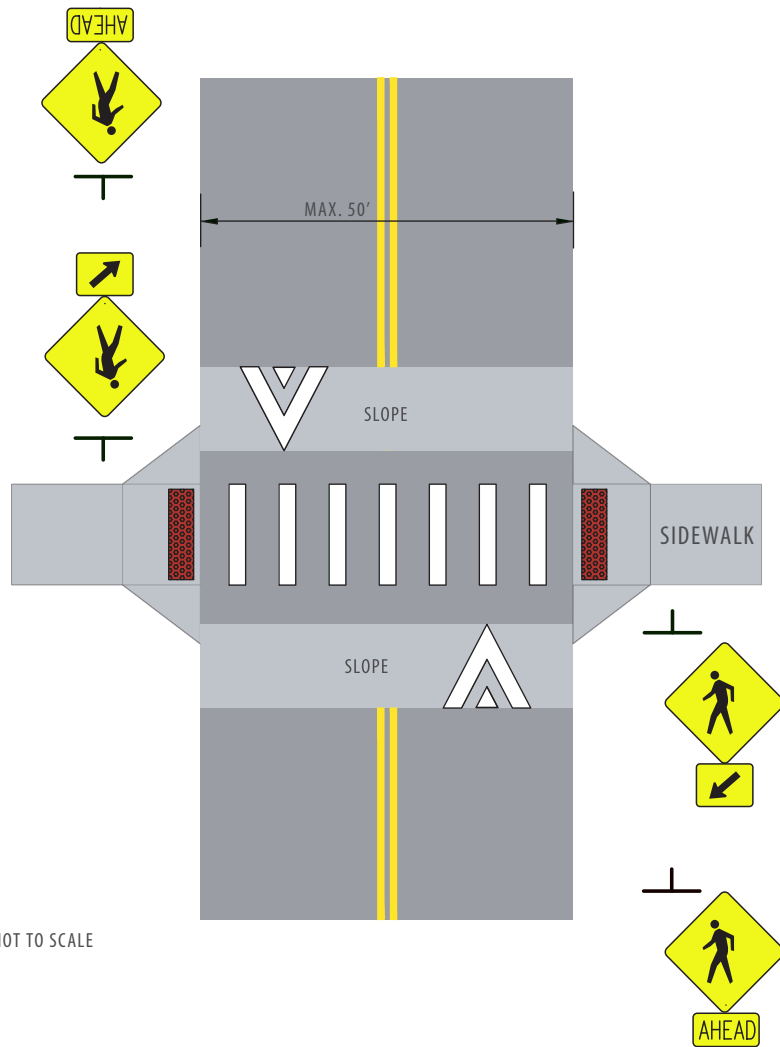 AHEAD
MAX. 50'
SLOPE
SIDEWALK
SLOPE
NOT TO SCALE
AHEAD